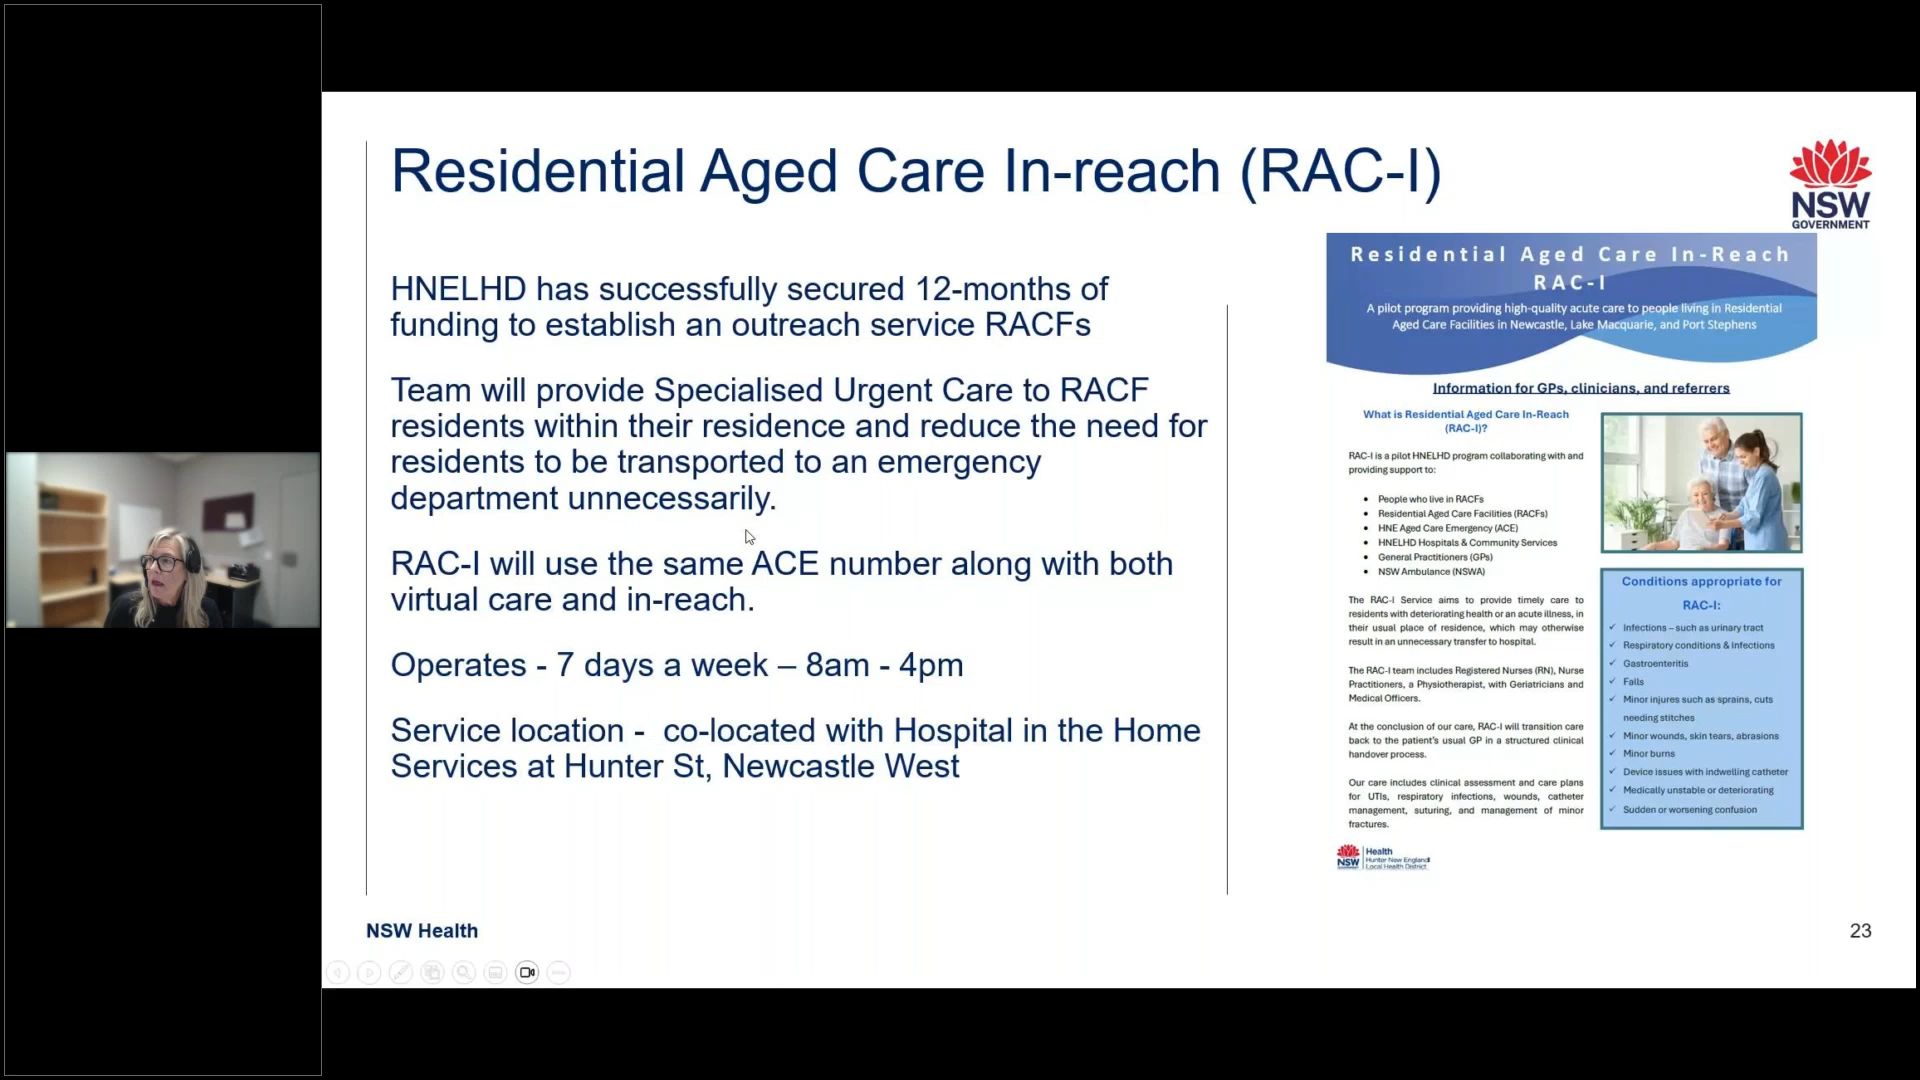 Residential Aged Care In-reach (RAC-I)
NSW
GOVERNMENT
HNELHD has successfully secured 12-months of
funding to establish an outreach service RACFs
Team will provide Specialised Urgent Care to RACF
residents within their residence and reduce the need for
residents to be transported to an emergency
department unnecessarily.
RAC-I will use the same ACE number along with both
virtual care and in-reach.
Operates - 7 days a week – 8am - 4pm
Service location - co-located with Hospital in the Home
Services at Hunter St, Newcastle West
Residential Aged Care In-Reach
RAC-I
A pilot program providing high-quality acute care to people living in Residential
Aged Care Facilities in Newcastle, Lake Macquarie, and Port Stephens
Information for GPs, clinicians, and referrers
What is Residential Aged Care In-Reach
(RAC-I)?
RAC-I is a pilot HNELHD program collaborating with and
providing support to:
• People who live in RACFs
• Residential Aged Care Facilities (RACFs)
• HNE Aged Care Emergency (ACE)
• HNELHD Hospitals & Community Services
• General Practitioners (GPs)
• NSW Ambulance (NSWA)
The RAC-I Service aims to provide timely care to
residents with deteriorating health or an acute illness, in
their usual place of residence, which may otherwise
result in an unnecessary transfer to hospital.
The RAC-I team includes Registered Nurses (RN), Nurse
Practitioners, a Physiotherapist, with Geriatricians and
Medical Officers.
At the conclusion of our care, RAC-I will transition care
back to the patient's usual GP in a structured clinical
handover process.
Our care includes clinical assessment and care plans
for UTIs, respiratory infections, wounds, catheter
management, suturing, and management of minor
fractures.
Conditions appropriate for
RAC-I:
✓ Infections – such as urinary tract
✓ Respiratory conditions & Infections
✓ Gastroenteritis
✓ Falls
✓ Minor injures such as sprains, cuts
needing stitches
✓ Minor wounds, skin tears, abrasions
✓ Minor burns
✓ Device issues with indwelling catheter
✓ Medically unstable or deteriorating
✓ Sudden or worsening confusion
NSW
GOVERNMENT
Health
Hunter New England
Local Health District
NSW Health
23